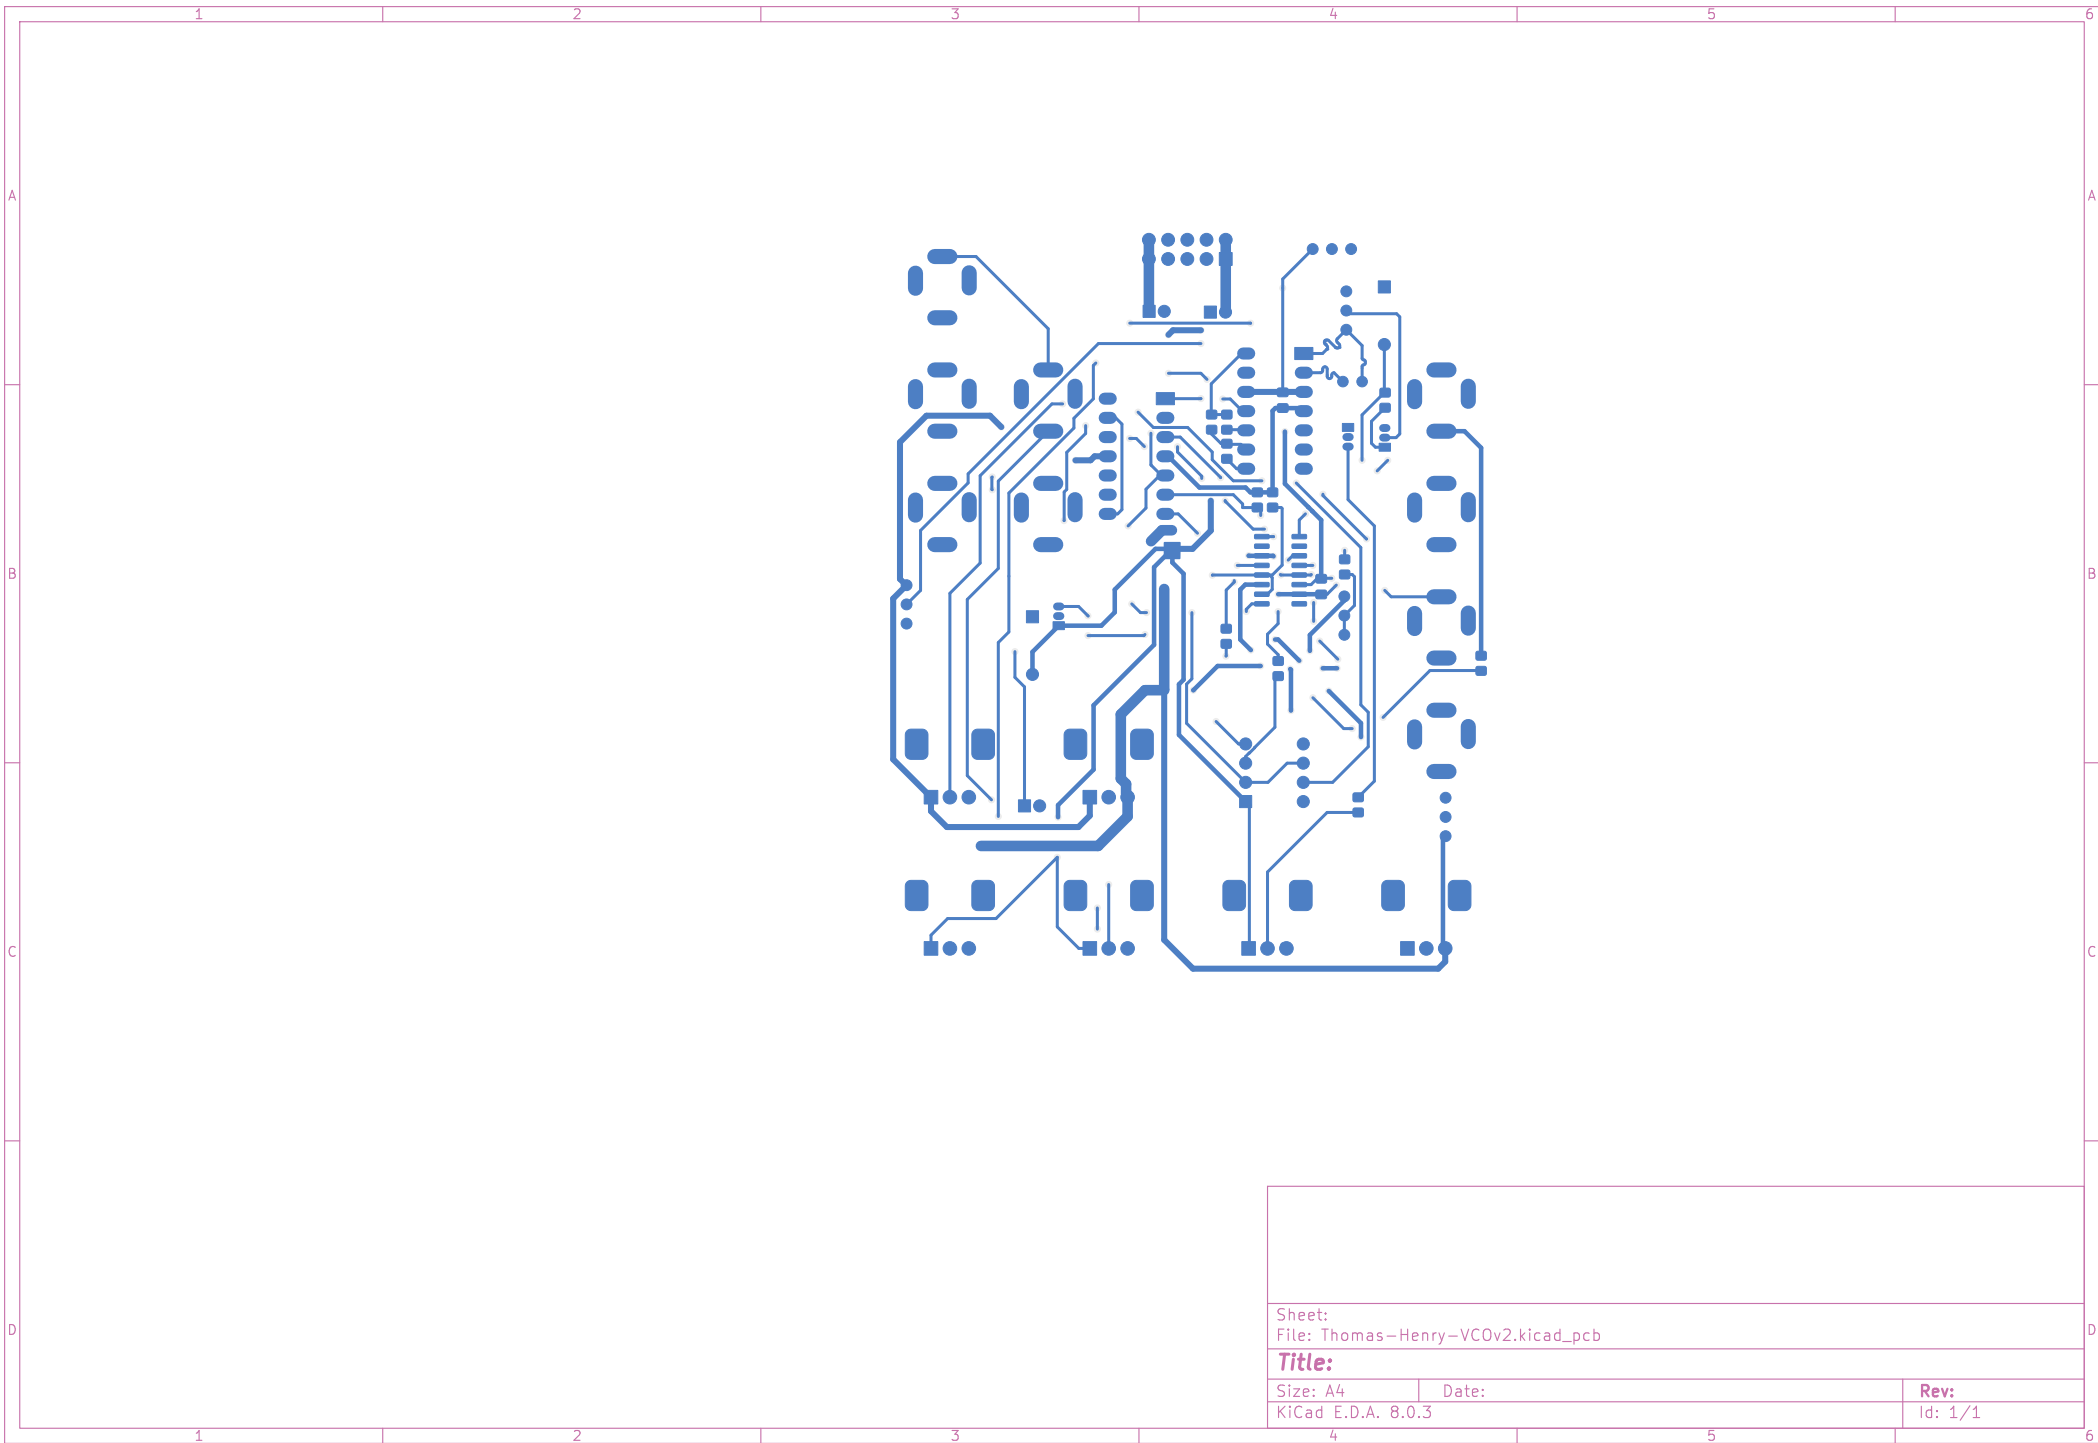 1 2 3 4 5 6
A A
B B
C C
D D
Sheet:
File: Thomas-Henry-VCOv2.kicad_pcb
Title:
Size: A4 Date: Rev:
KiCad E.D.A. 8.0.3 Id: 1/1
1 2 3 4 5 6